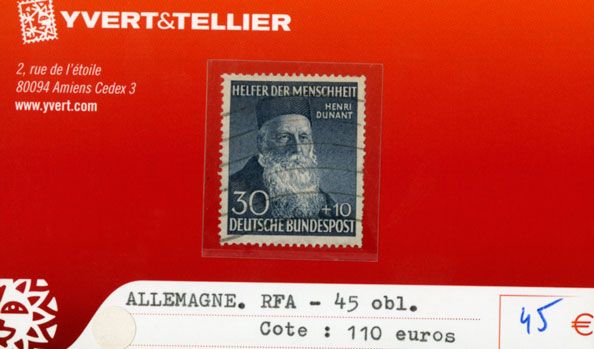 YVERT&TELLIER
2, rue de l'étoile
80094 Amiens Cedex 3
www.yvert.com
HELFER DER MENSCHHEIT
HENRI
DUNANT
30 +10
DEUTSCHE BUNDESPOST
ALLEMAGNE. RFA - 45 obl.
Cote : 110 euros
45 €